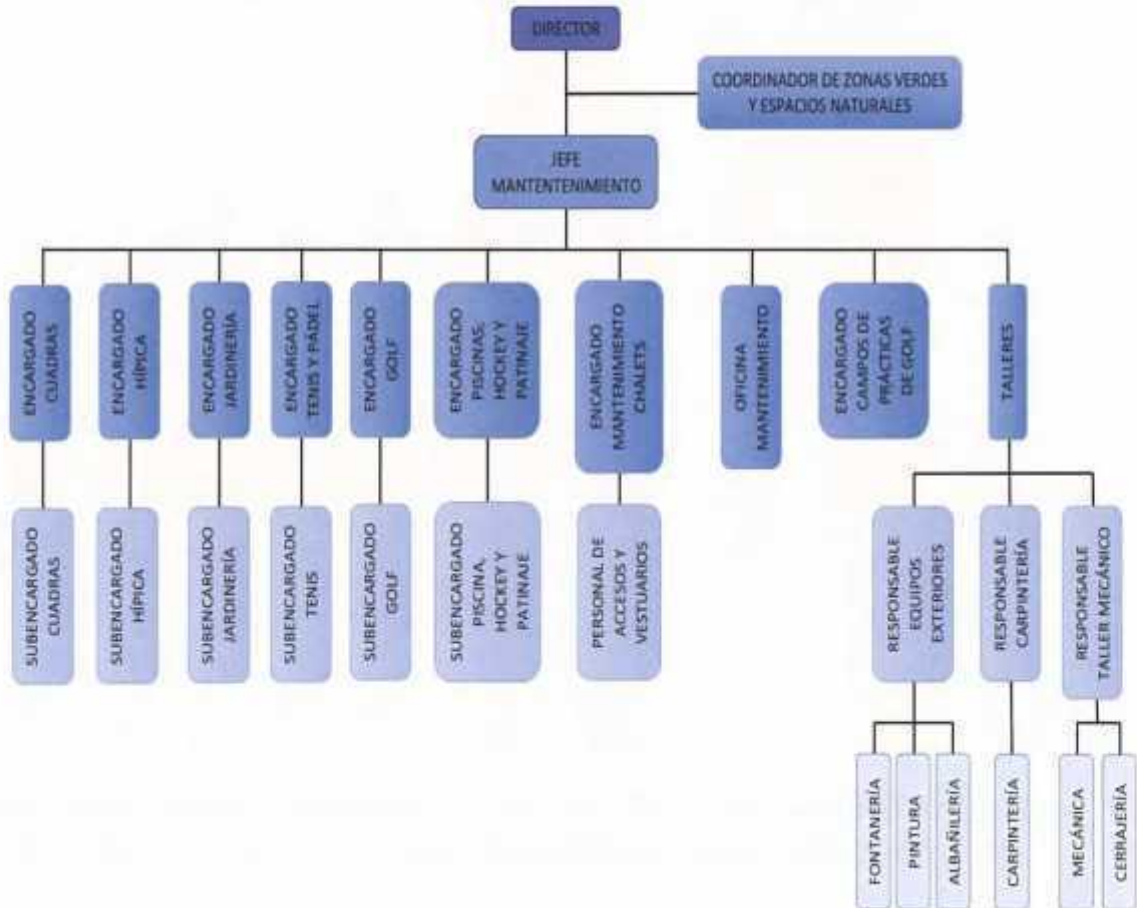 DIRECTOR
COORDINADOR DE ZONAS VERDES
Y ESPACIOS NATURALES
JEFE
MANTENTENIMIENTO
ENCARGADO
CUADRAS
ENCARGADO
HÍPICA
ENCARGADO
JARDINERÍA
ENCARGADO
TENIS Y PÁDEL
ENCARGADO
GOLF
ENCARGADO
PISCINAS,
HOCKEY Y
PATINAJE
ENCARGADO
MANTENIMIENTO
CHALETS
OFICINA
MANTENIMIENTO
ENCARGADO
CAMPOS DE
PRÁCTICAS
DE GOLF
TALLERES
SUBENCARGADO
CUADRAS
SUBENCARGADO
HÍPICA
SUBENCARGADO
JARDINERÍA
SUBENCARGADO
TENIS
SUBENCARGADO
GOLF
SUBENCARGADO
PISCINA,
HOCKEY Y
PATINAJE
PERSONAL DE
ACCESOS Y
VESTUARIOS
RESPONSABLE
EQUIPOS
EXTERIORES
RESPONSABLE
CARPINTERÍA
RESPONSABLE
TALLER MECÁNICO
FONTANERÍA
PINTURA
ALBAÑILERÍA
CARPINTERÍA
MECÁNICA
CERRAJERÍA